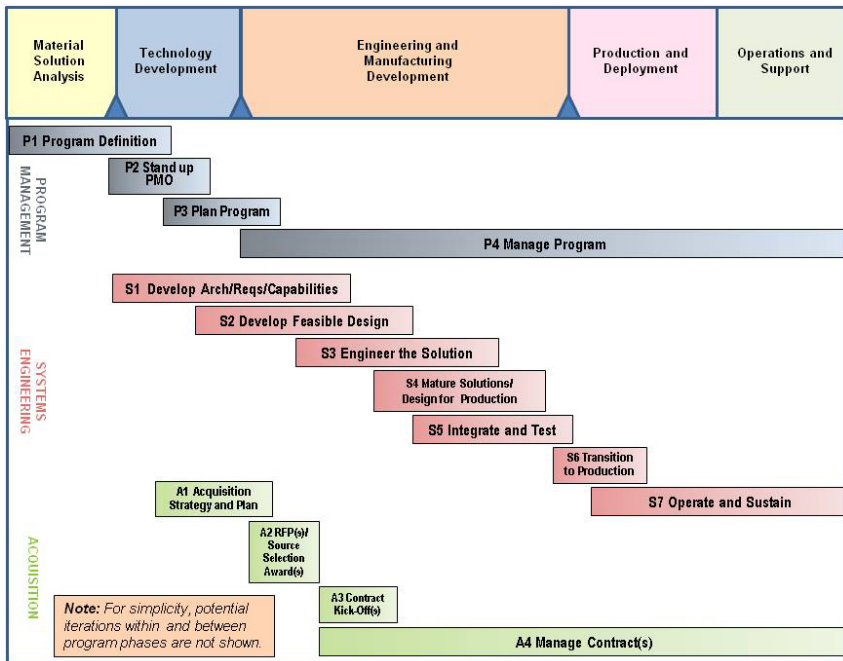 Material
Solution
Analysis
Technology
Development
Engineering and
Manufacturing
Development
Production and
Deployment
Operations and
Support
PROGRAM
MANAGEMENT
P1 Program Definition
P2 Stand up
PMO
P3 Plan Program
P4 Manage Program
SYSTEMS
ENGINEERING
S1 Develop Arch/Reqs/Capabilities
S2 Develop Feasible Design
S3 Engineer the Solution
S4 Mature Solutions/
Design for Production
S5 Integrate and Test
S6 Transition
to Production
S7 Operate and Sustain
ACQUISITION
A1 Acquisition
Strategy and Plan
A2 RFP(s)/
Source
Selection
Award(s)
A3 Contract
Kick-Off(s)
A4 Manage Contract(s)
Note: For simplicity, potential
iterations within and between
program phases are not shown.